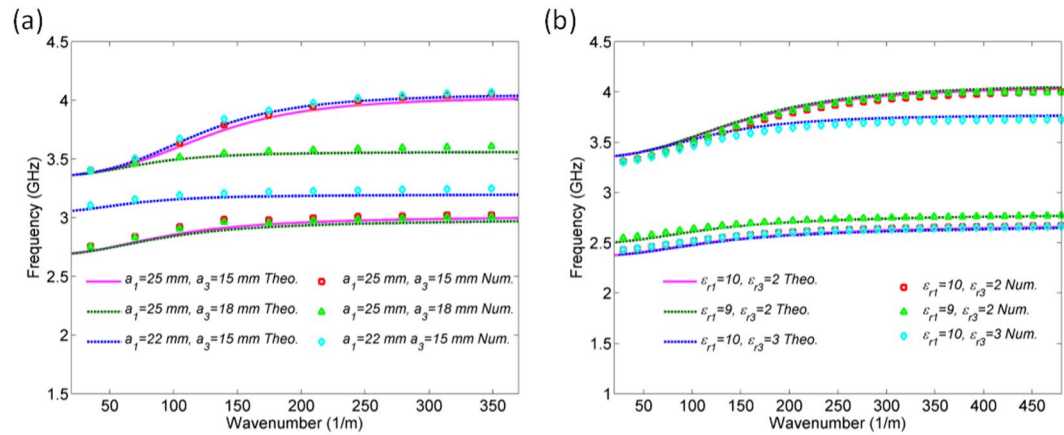 (a)
4.5
4
3.5
3
2.5
2
1.5
Frequency (GHz)
a1=25 mm, a3=15 mm Theo.
a1=25 mm, a3=18 mm Theo.
a1=22 mm, a3=15 mm Theo.
a1=25 mm, a3=15 mm Num.
a1=25 mm, a3=18 mm Num.
a1=22 mm a3=15 mm Num.
50 100 150 200 250 300 350
Wavenumber (1/m)
(b)
4.5
4
3.5
3
2.5
2
1.5
1
Frequency (GHz)
εr1=10, εr3=2 Theo.
εr1=9, εr3=2 Theo.
εr1=10, εr3=3 Theo.
εr1=10, εr3=2 Num.
εr1=9, εr3=2 Num.
εr1=10, εr3=3 Num.
50 100 150 200 250 300 350 400 450
Wavenumber (1/m)